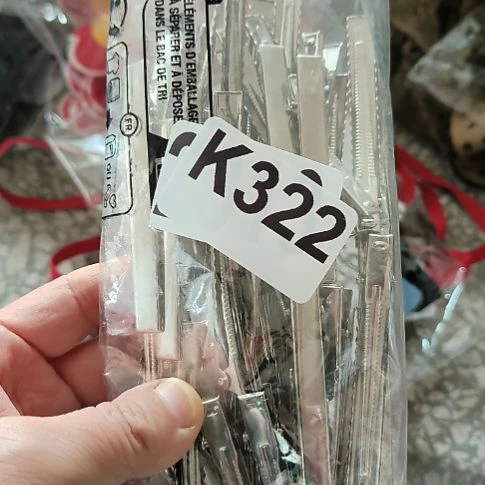 ÉLÉMENTS D'EMBALLAGE
À SÉPARER ET À DÉPOSER
DANS LE BAC DE TRI
FR
K322